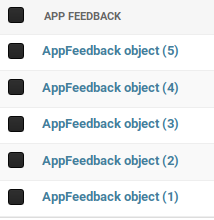 APP FEEDBACK
AppFeedback object (5)
AppFeedback object (4)
AppFeedback object (3)
AppFeedback object (2)
AppFeedback object (1)